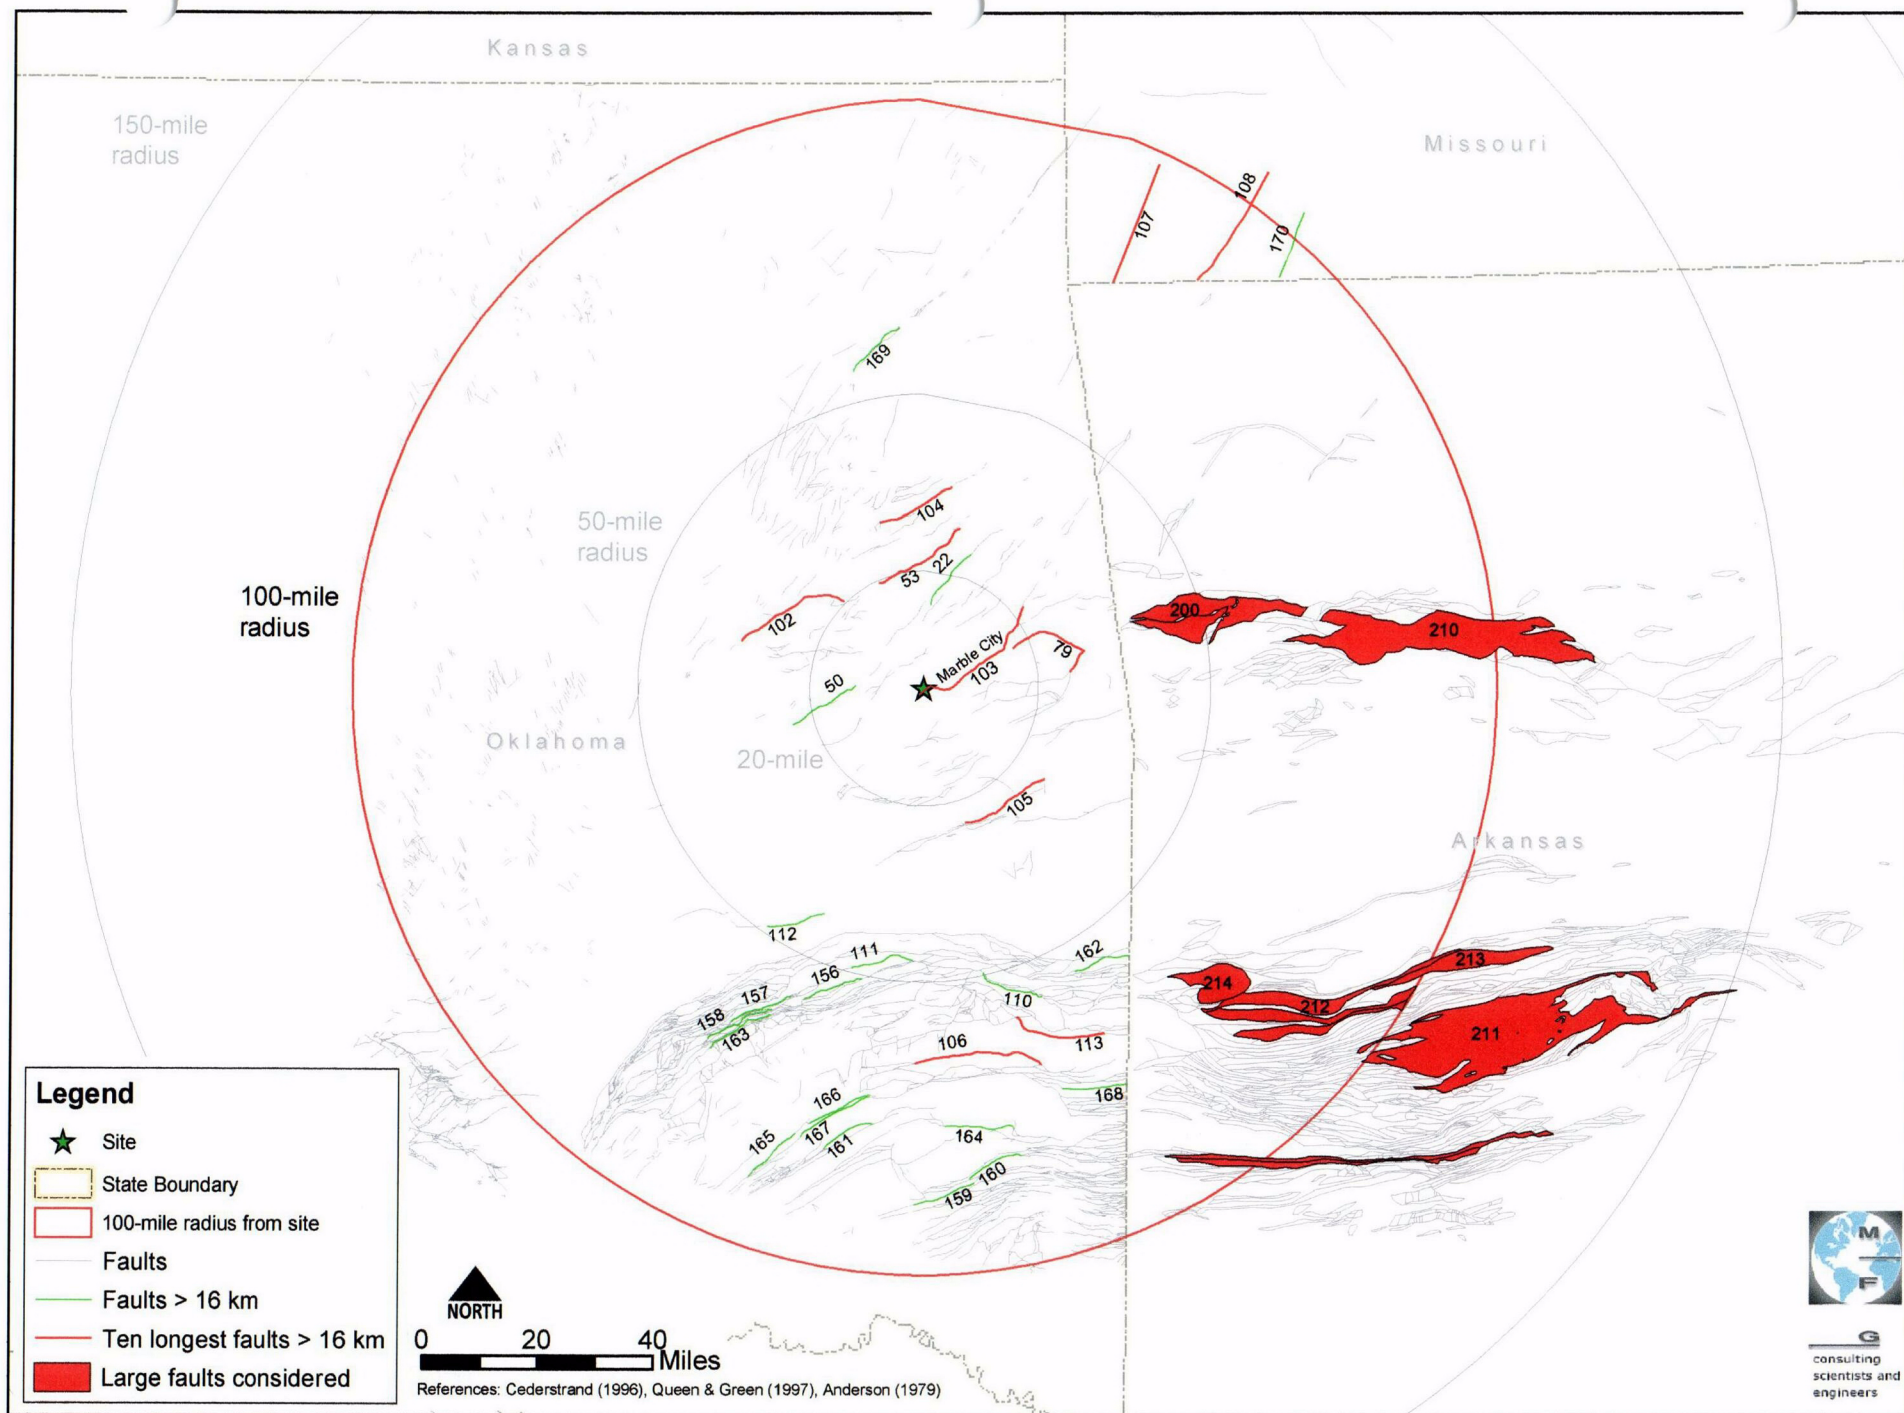 Kansas
150-mile
radius
Missouri
108
107
170
169
50-mile
radius
104
53
22
100-mile
radius
102
200
210
Marble City
79
103
50
Oklahoma
20-mile
105
Arkansas
112
111
162
213
156
214
157
110
212
158
163
106
113
211
168
166
165
167
161
164
160
159
Legend
Site
State Boundary
100-mile radius from site
Faults
Faults > 16 km
Ten longest faults > 16 km
Large faults considered
NORTH
0 20 40
Miles
References: Cederstrand (1996), Queen & Green (1997), Anderson (1979)
M
F
G
consulting
scientists and
engineers